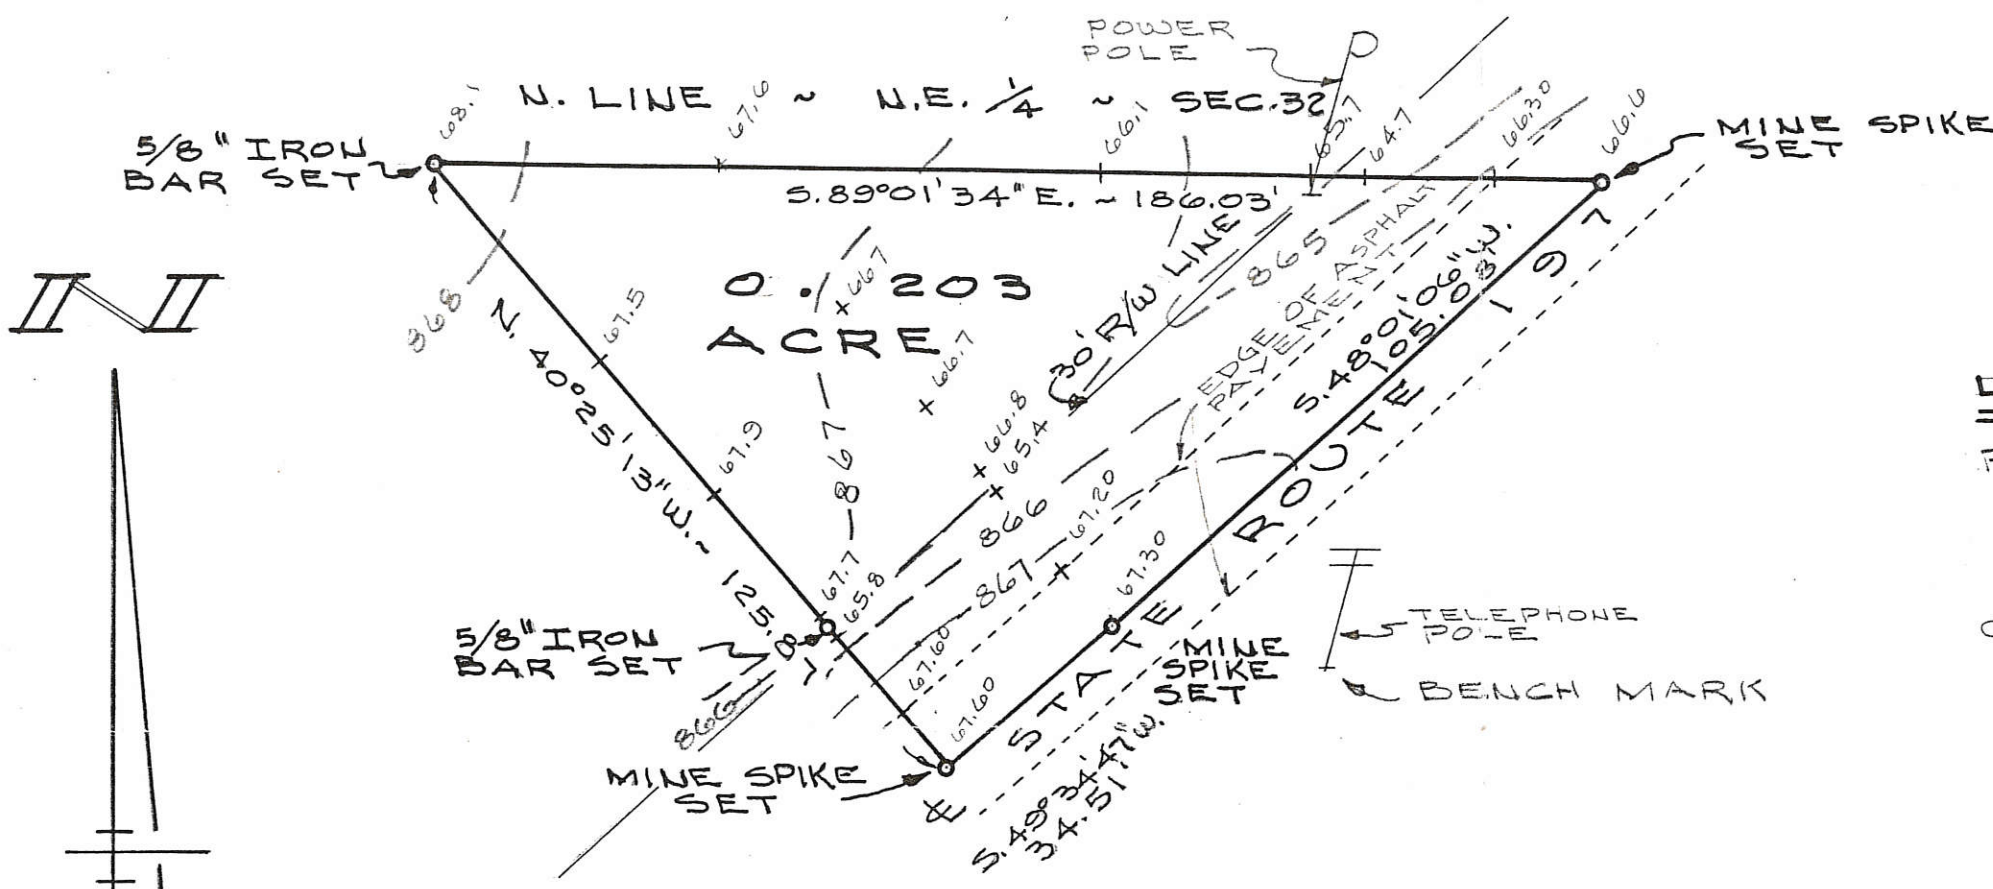 POWER
POLE
N. LINE ~ N.E. 1/4 ~ SEC. 32
68.1
67.6
66.1
65.7
64.7
66.30
66.6
5/8" IRON
BAR SET
MINE SPIKE
SET
S.89°01'34"E. ~ 186.03'
868
0.203
ACRE
N
66.7
66.7
66.8
65.4
30' R/W LINE
865
EDGE OF ASPHALT
PAVEMENT
S.48°01'06"W.
105.03'
N.40°25'13"W. ~ 125.87'
67.5
67.9
867
67.7
65.8
866
867
67.20
67.30
℄ STATE ROUTE 197
5/8" IRON
BAR SET
866
67.60
67.60
MINE
SPIKE
SET
TELEPHONE
POLE
BENCH MARK
MINE SPIKE
SET
S.49°34'47"W.
34.51'